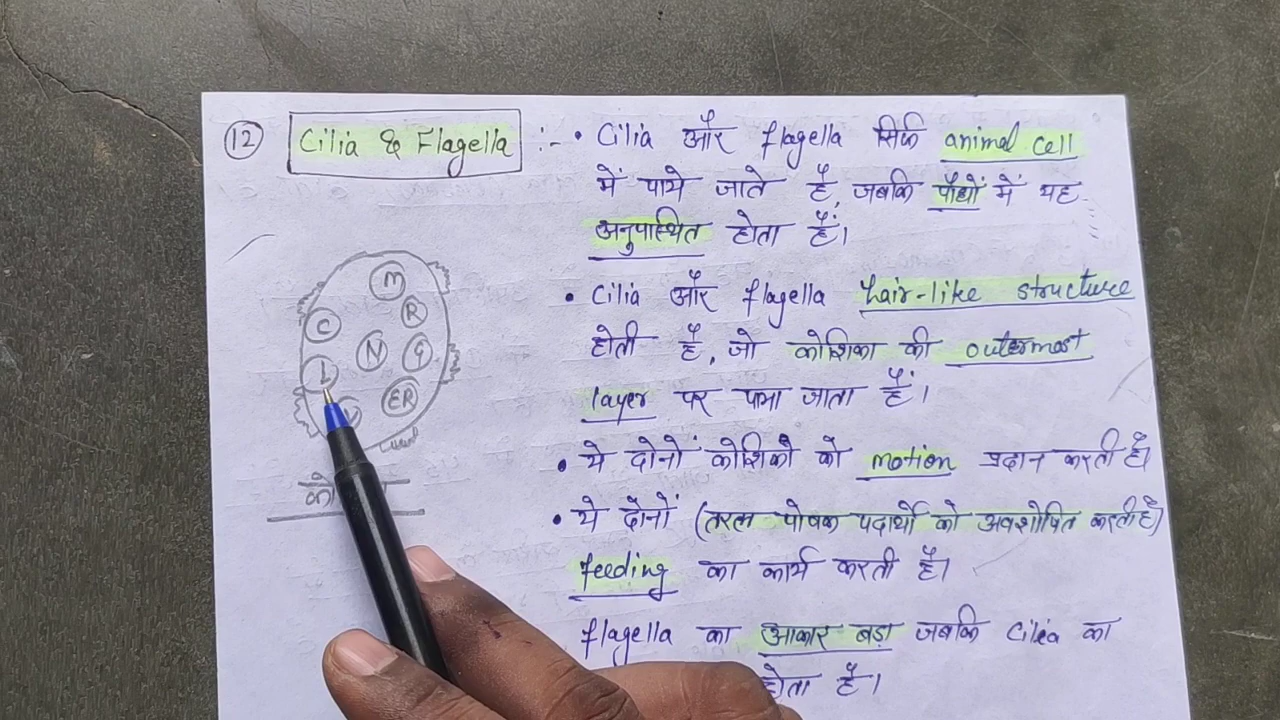 ⑫ Cilia & Flagella :- • Cilia और flagella सिर्फ animal cell
में पाये जाते है, जबकि पौधों में यह
अनुपास्थित होता हैं।
• Cilia और flagella hair-like structure
होती है, जो कोशिका की outermost
layer पर पाया जाता हैं।
• ये दोनों कोशिको को motion प्रदान करती है।
• ये दोनों (तरल पोषक पदार्थो को अवशोषित करती है)
feeding का कार्य करती है।
flagella का आकार बड़ा जबकि Cilia का
होता है।
M
R
C
N
G
L
V
ER
को